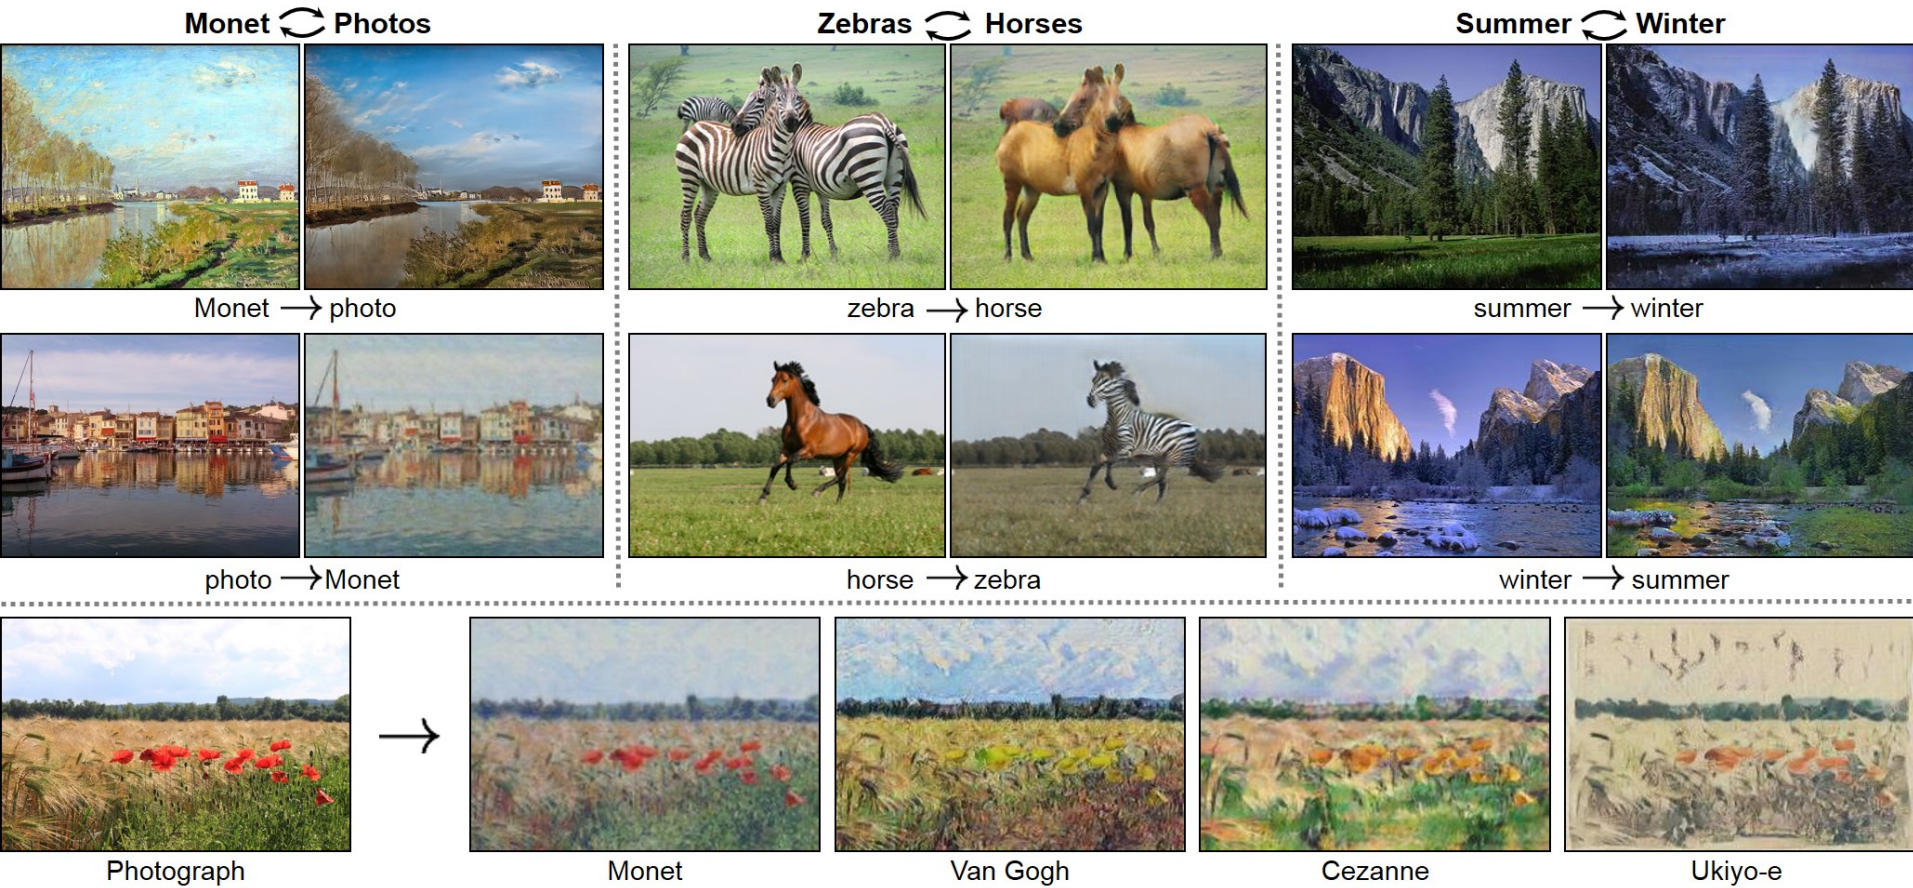 Monet Photos
Zebras Horses
Summer Winter
Monet → photo
zebra → horse
summer → winter
photo → Monet
horse → zebra
winter → summer
→
Photograph
Monet
Van Gogh
Cezanne
Ukiyo-e